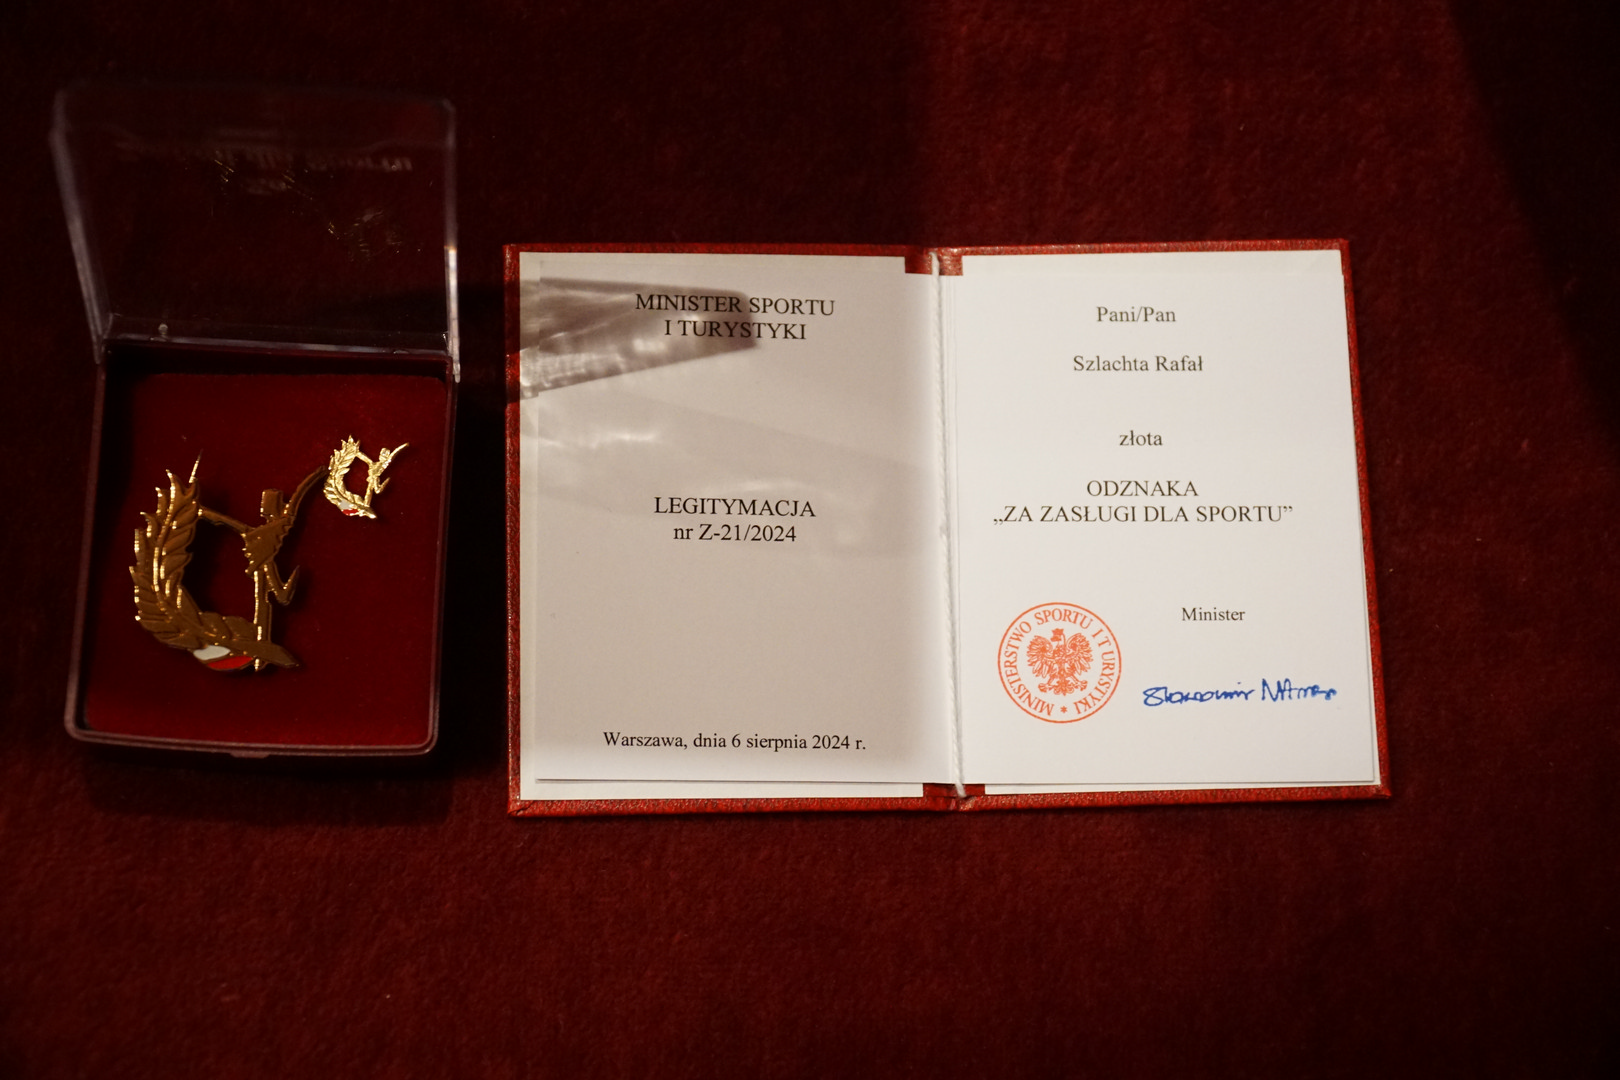 MINISTER SPORTU
I TURYSTYKI
LEGITYMACJA
nr Z-21/2024
Warszawa, dnia 6 sierpnia 2024 r.
Pani/Pan
Szlachta Rafał
złota
ODZNAKA
„ZA ZASŁUGI DLA SPORTU”
Minister
MINISTERSTWO SPORTU I TURYSTYKI *